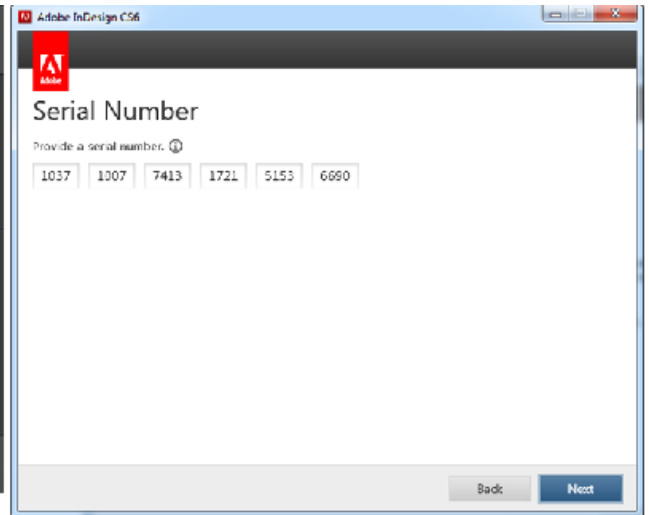 Adobe InDesign CS6
Adobe
Serial Number
Provide a serial number.
1037 1007 7413 1721 5153 6690
Back Next